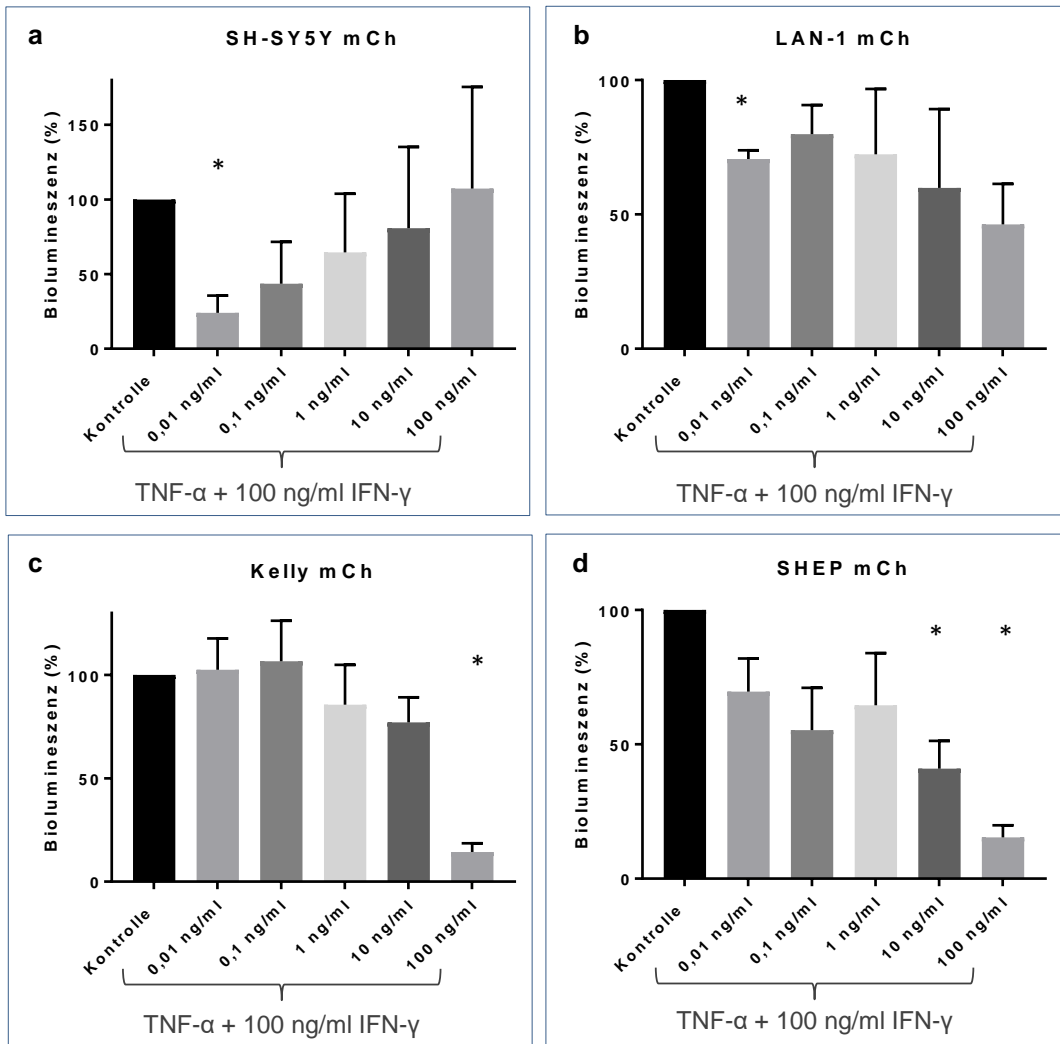 a
SH-SY5Y mCh
Biolumineszenz (%)
150
100
50
0
*
Kontrolle
0,01 ng/ml
0,1 ng/ml
1 ng/ml
10 ng/ml
100 ng/ml
TNF-α + 100 ng/ml IFN-γ
b
LAN-1 mCh
Biolumineszenz (%)
100
50
0
*
Kontrolle
0,01 ng/ml
0,1 ng/ml
1 ng/ml
10 ng/ml
100 ng/ml
TNF-α + 100 ng/ml IFN-γ
c
Kelly mCh
Biolumineszenz (%)
100
50
0
*
Kontrolle
0,01 ng/ml
0,1 ng/ml
1 ng/ml
10 ng/ml
100 ng/ml
TNF-α + 100 ng/ml IFN-γ
d
SHEP mCh
Biolumineszenz (%)
100
50
0
* *
Kontrolle
0,01 ng/ml
0,1 ng/ml
1 ng/ml
10 ng/ml
100 ng/ml
TNF-α + 100 ng/ml IFN-γ